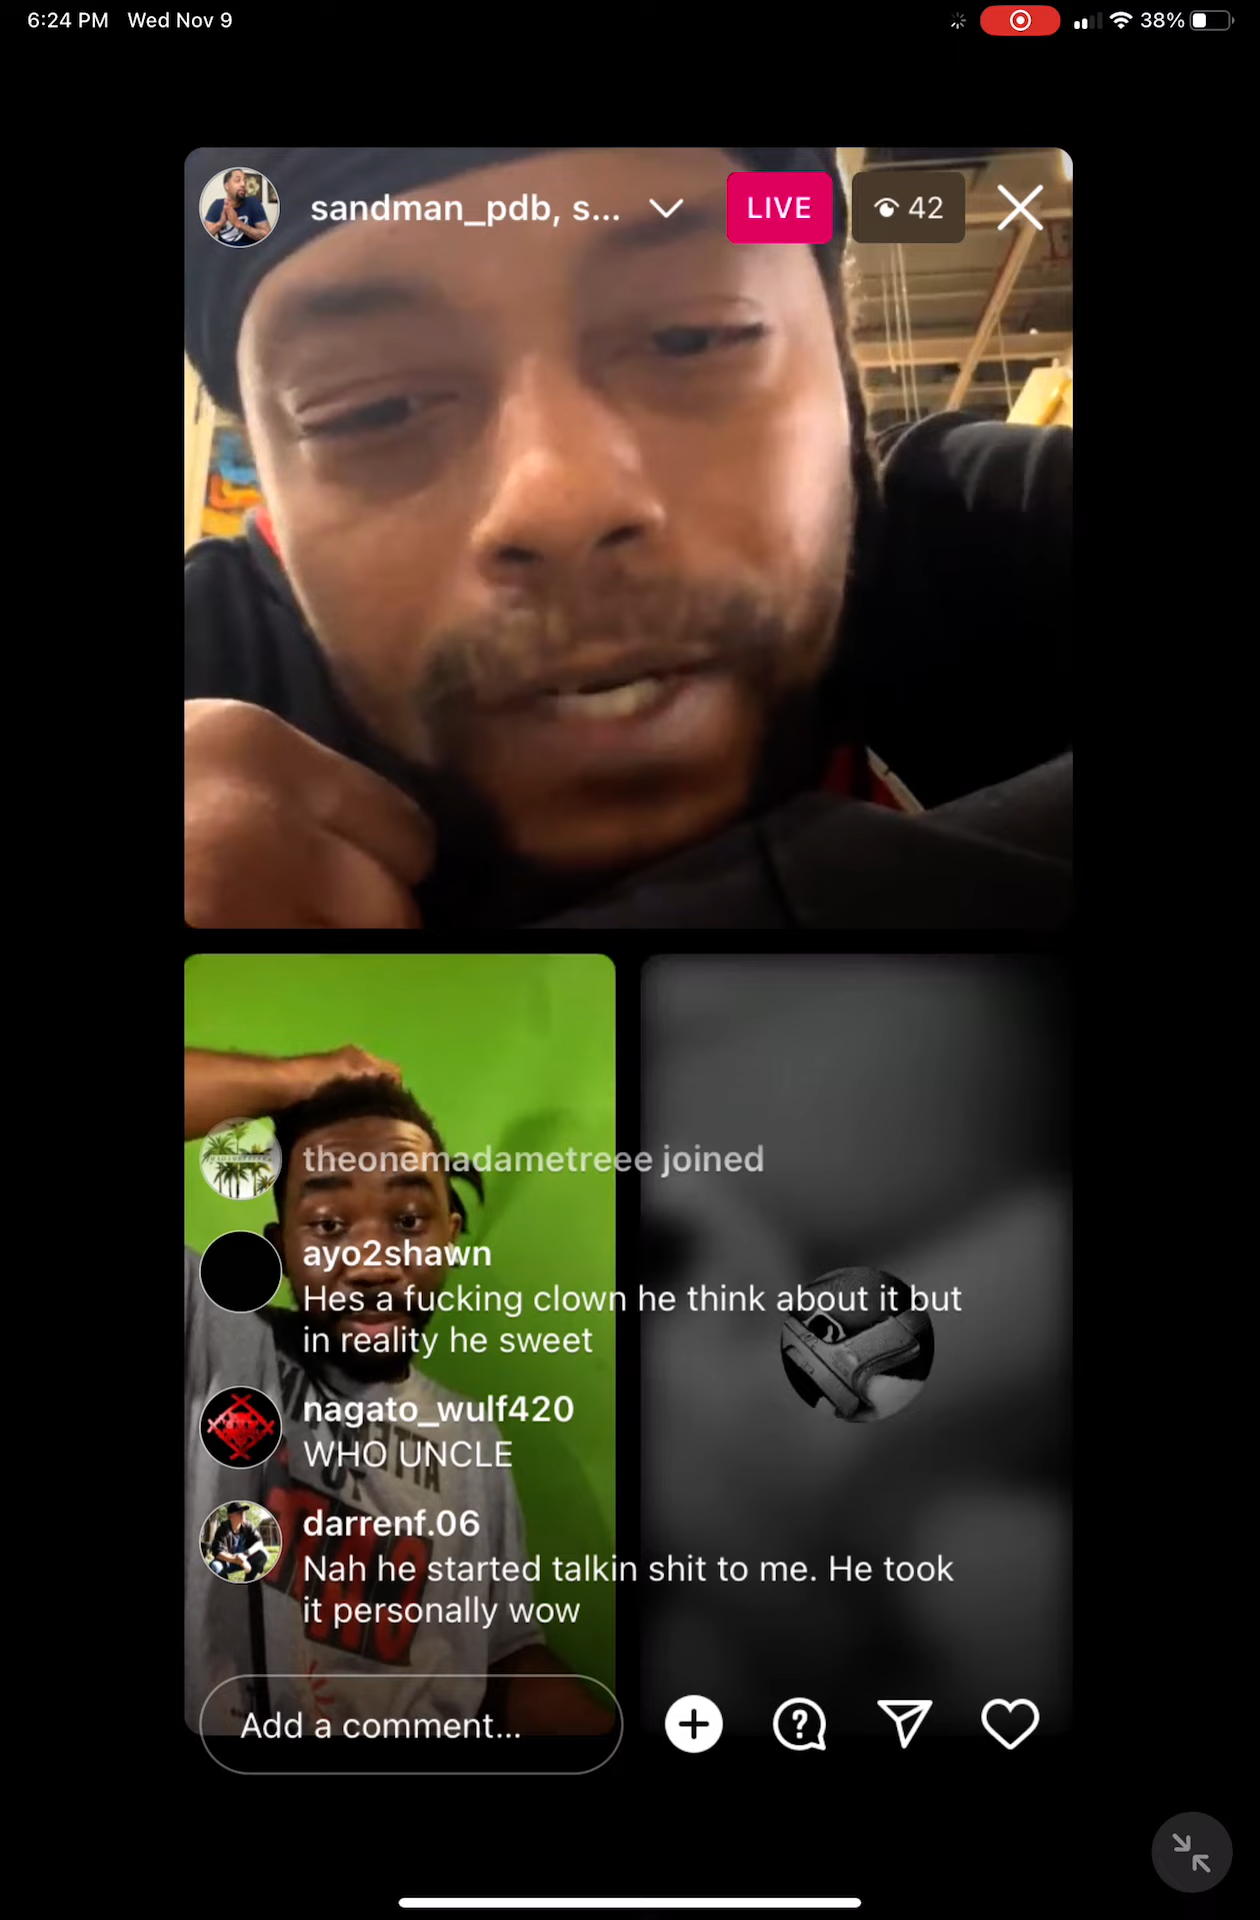 6:24 PM Wed Nov 9
38%
sandman_pdb, s...
LIVE
42
theonemadametreee joined
ayo2shawn
Hes a fucking clown he think about it but
in reality he sweet
nagato_wulf420
WHO UNCLE
darrenf.06
Nah he started talkin shit to me. He took
it personally wow
Add a comment...